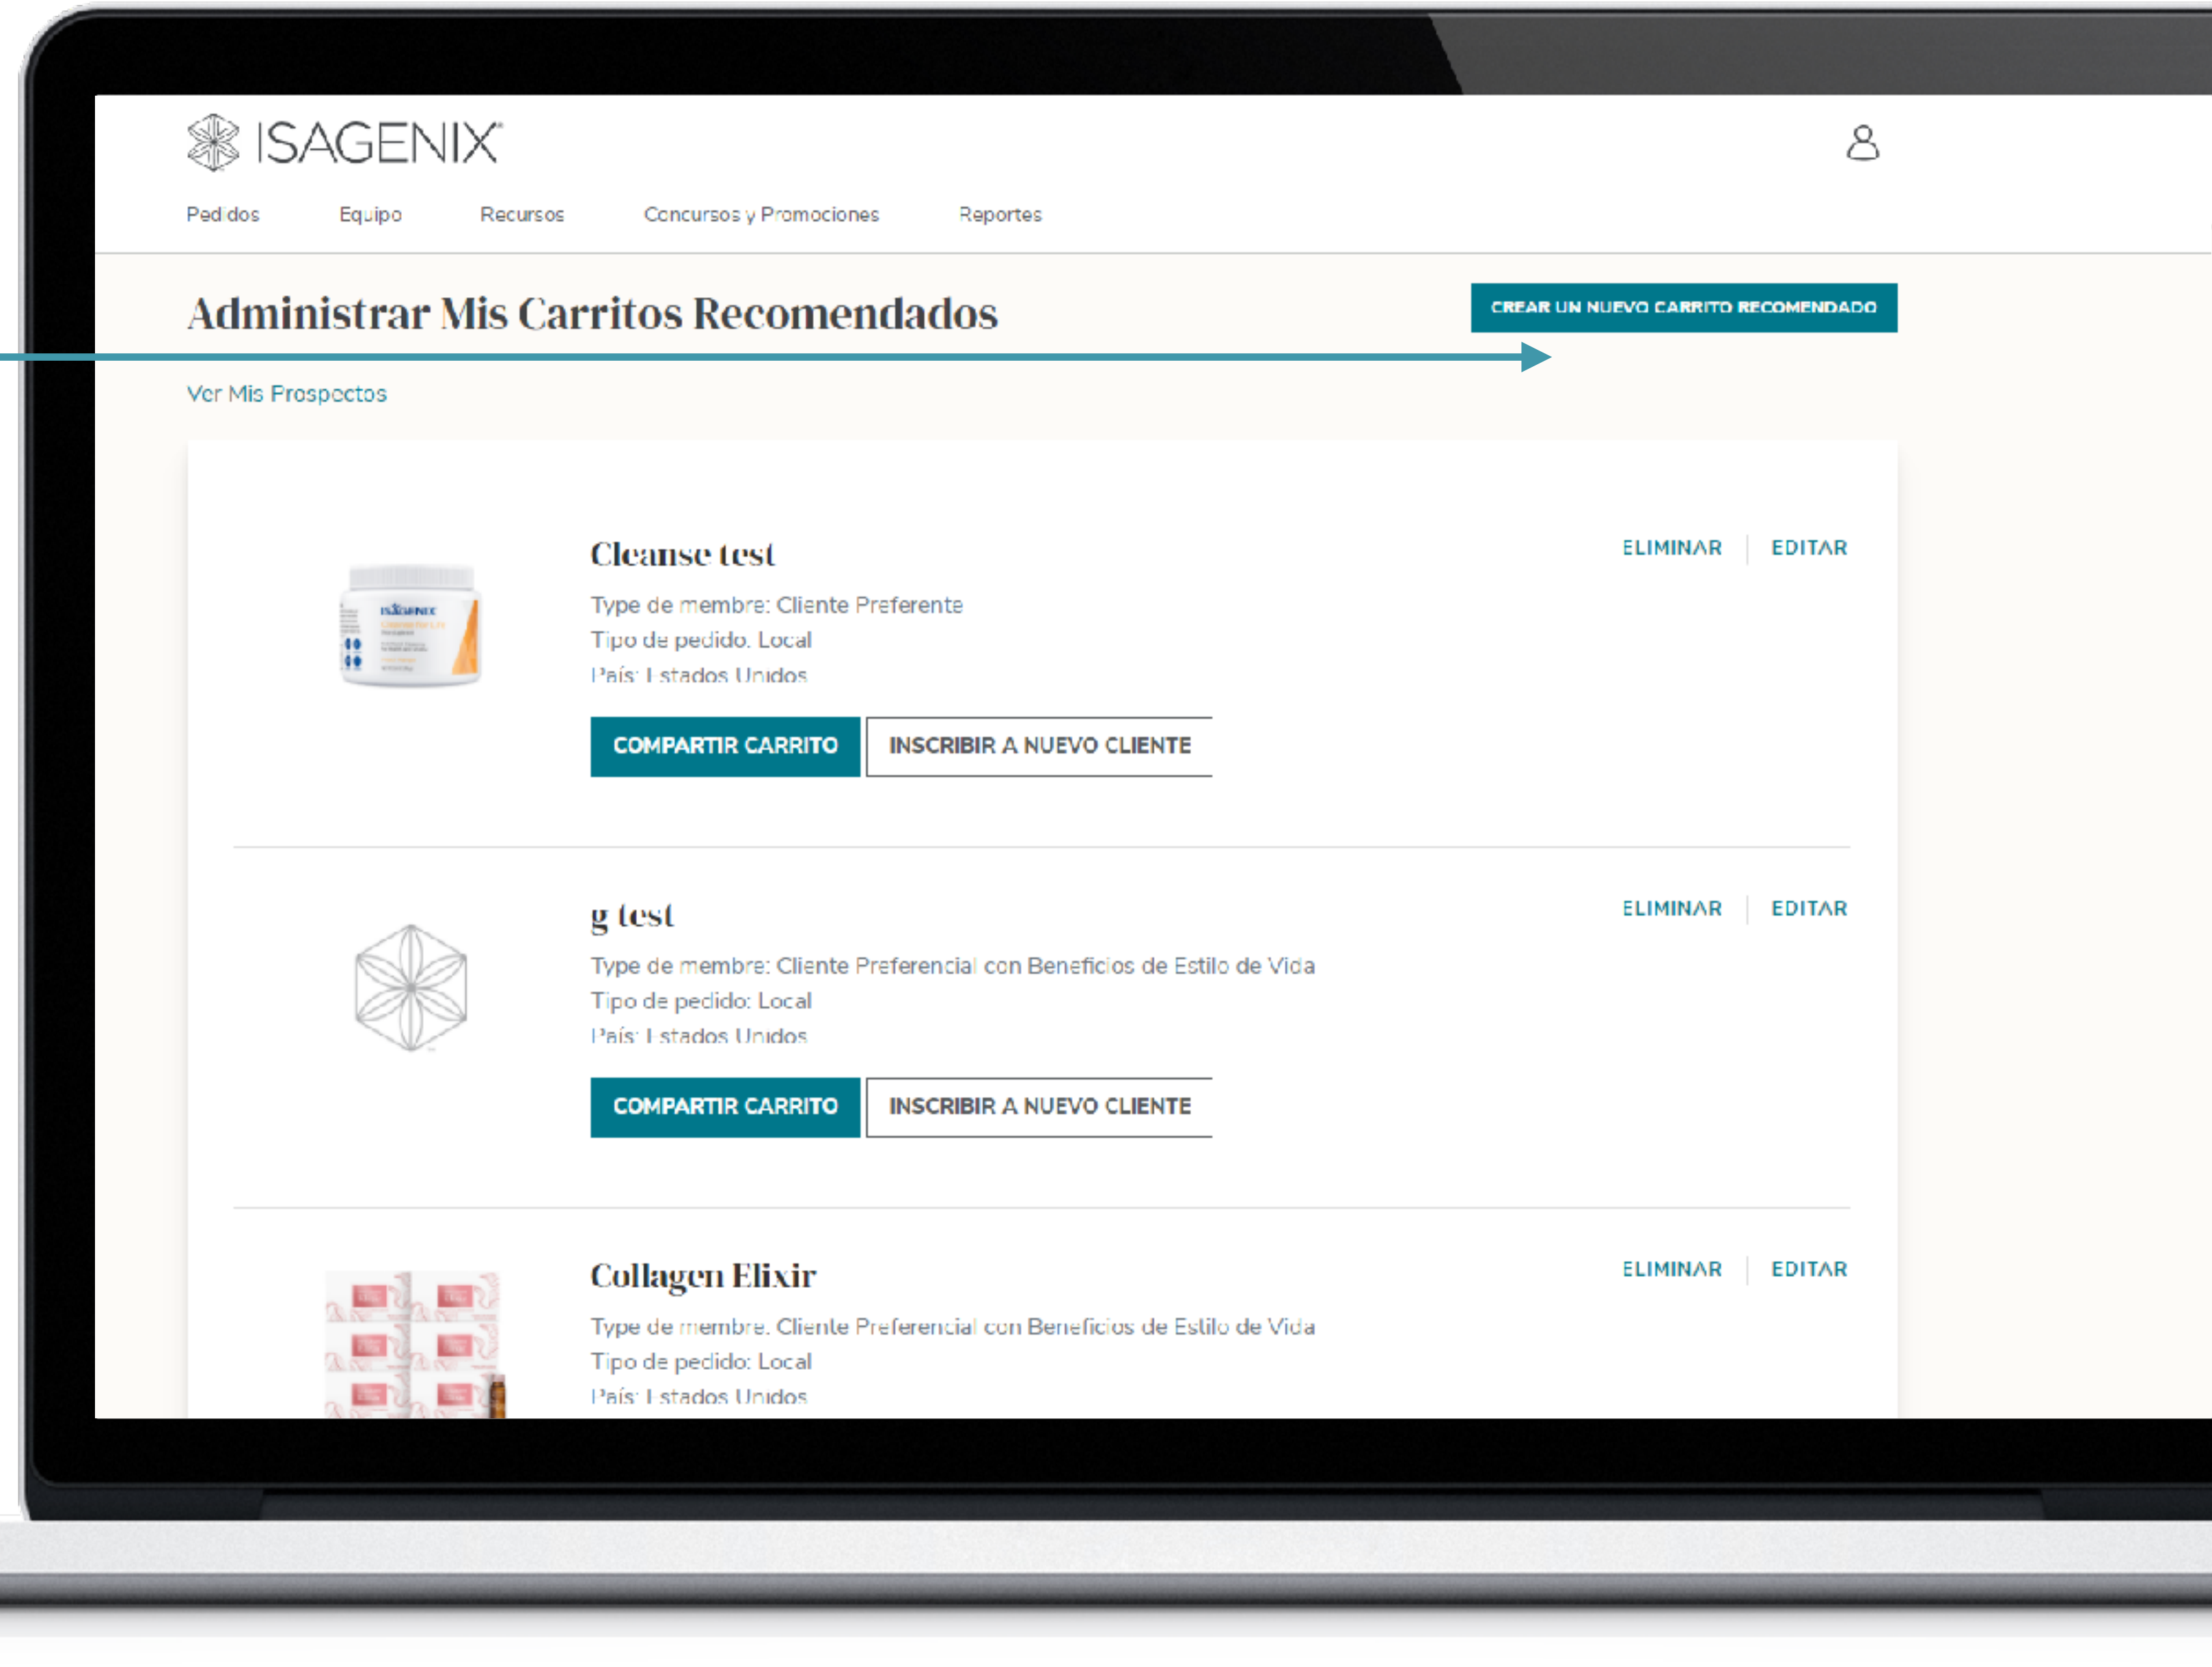 ISAGENIX
Pedidos Equipo Recursos Concursos y Promociones Reportes
Administrar Mis Carritos Recomendados
CREAR UN NUEVO CARRITO RECOMENDADO
Ver Mis Prospectos
Cleanse test
ELIMINAR EDITAR
Type de membre: Cliente Preferente
Tipo de pedido: Local
País: Estados Unidos
COMPARTIR CARRITO INSCRIBIR A NUEVO CLIENTE
ISAGENIX
Cleanse for Life
g test
ELIMINAR EDITAR
Type de membre: Cliente Preferencial con Beneficios de Estilo de Vida
Tipo de pedido: Local
País: Estados Unidos
COMPARTIR CARRITO INSCRIBIR A NUEVO CLIENTE
Collagen Elixir
ELIMINAR EDITAR
Type de membre: Cliente Preferencial con Beneficios de Estilo de Vida
Tipo de pedido: Local
País: Estados Unidos